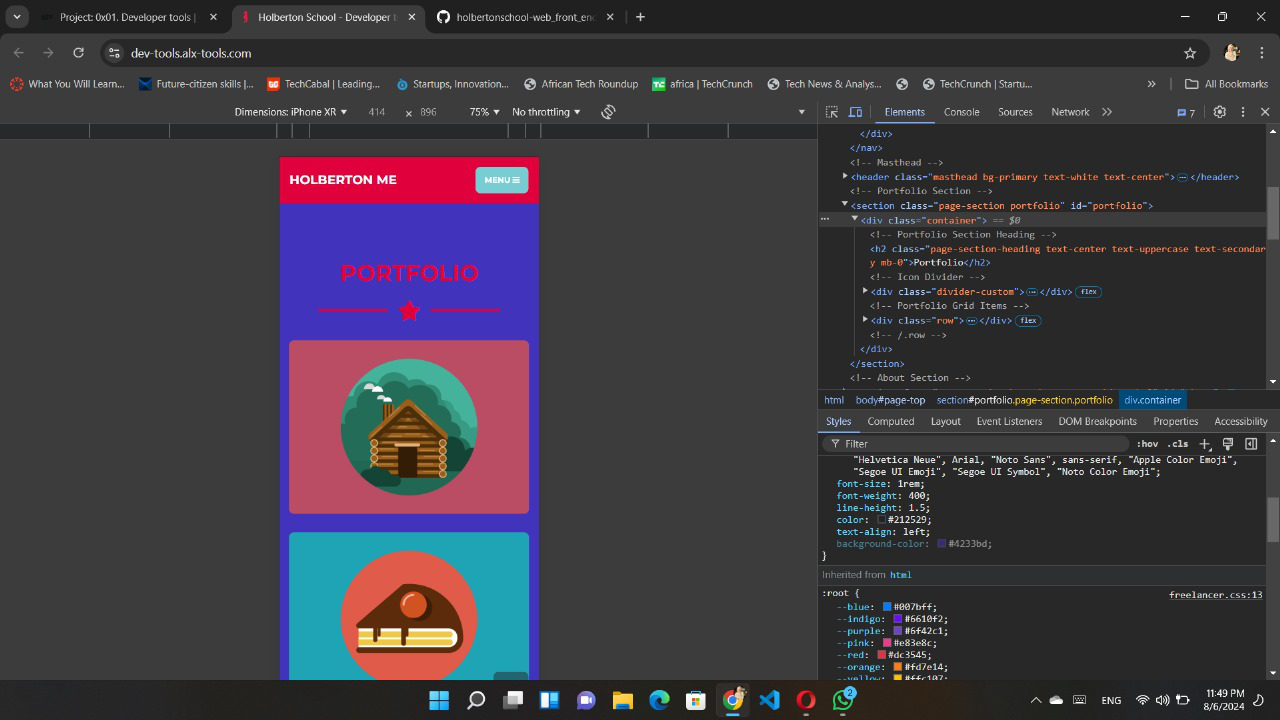 Project: 0x01. Developer tools |
Holberton School - Developer t
holbertonschool-web_front_end
dev-tools.alx-tools.com
What You Will Learn...
Future-citizen skills |...
TechCabal | Leading...
Startups, Innovation...
African Tech Roundup
africa | TechCrunch
Tech News & Analys...
TechCrunch | Startu...
»
All Bookmarks
Dimensions: iPhone XR 414 × 896 75% No throttling
Elements Console Sources Network » 7
HOLBERTON ME
MENU
PORTFOLIO
</div>
</nav>
<!-- Masthead -->
<header class="masthead bg-primary text-white text-center"> … </header>
<!-- Portfolio Section -->
<section class="page-section portfolio" id="portfolio">
… <div class="container"> == $0
<!-- Portfolio Section Heading -->
<h2 class="page-section-heading text-center text-uppercase text-secondar
y mb-0">Portfolio</h2>
<!-- Icon Divider -->
<div class="divider-custom"> … </div> flex
<!-- Portfolio Grid Items -->
<div class="row"> … </div> flex
<!-- /.row -->
</div>
</section>
<!-- About Section -->
html body#page-top section#portfolio.page-section.portfolio div.container
Styles Computed Layout Event Listeners DOM Breakpoints Properties Accessibility
Filter :hov .cls
"Helvetica Neue", Arial, "Noto Sans", sans-serif, "Apple Color Emoji",
"Segoe UI Emoji", "Segoe UI Symbol", "Noto Color Emoji";
font-size: 1rem;
font-weight: 400;
line-height: 1.5;
color: #212529;
text-align: left;
background-color: #4233bd;
}
Inherited from html
:root { freelancer.css:13
--blue: #007bff;
--indigo: #6610f2;
--purple: #6f42c1;
--pink: #e83e8c;
--red: #dc3545;
--orange: #fd7e14;
--yellow: #ffc107;
2
ENG
11:49 PM
8/6/2024